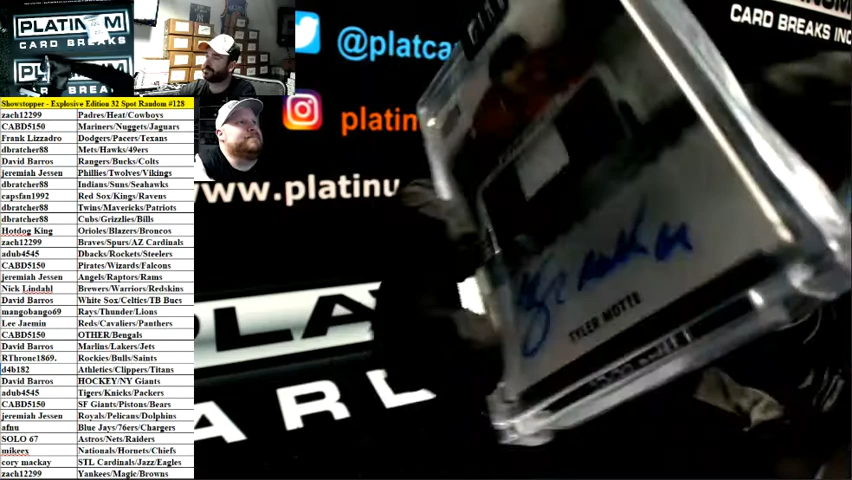 PLATINUM
CARD BREAKS
CARD BREAKS INC
@platca
platin
www.platinu
Showstopper - Explosive Edition 32 Spot Random #128
zach12299 Padres/Heat/Cowboys
CABD5150 Mariners/Nuggets/Jaguars
Frank Lizzadro Dodgers/Pacers/Texans
dbratcher88 Mets/Hawks/49ers
David Barros Rangers/Bucks/Colts
jeremiah Jessen Phillies/Twolves/Vikings
dbratcher88 Indians/Suns/Seahawks
capsfan1992 Red Sox/Kings/Ravens
dbratcher88 Twins/Mavericks/Patriots
dbratcher88 Cubs/Grizzlies/Bills
Hotdog King Orioles/Blazers/Broncos
zach12299 Braves/Spurs/AZ Cardinals
adub4545 Dbacks/Rockets/Steelers
CABD5150 Pirates/Wizards/Falcons
jeremiah Jessen Angels/Raptors/Rams
Nick Lindahl Brewers/Warriors/Redskins
David Barros White Sox/Celtics/TB Bucs
mangobango69 Rays/Thunder/Lions
Lee Jaemin Reds/Cavaliers/Panthers
CABD5150 OTHER/Bengals
David Barros Marlins/Lakers/Jets
RThrone1869. Rockies/Bulls/Saints
d4b182 Athletics/Clippers/Titans
David Barros HOCKEY/NY Giants
adub4545 Tigers/Knicks/Packers
CABD5150 SF Giants/Pistons/Bears
jeremiah Jessen Royals/Pelicans/Dolphins
afnu Blue Jays/76ers/Chargers
SOLO 67 Astros/Nets/Raiders
mikeex Nationals/Hornets/Chiefs
cory mackay STL Cardinals/Jazz/Eagles
zach12299 Yankees/Magic/Browns
TYLER MOTTE
PLA
ARL